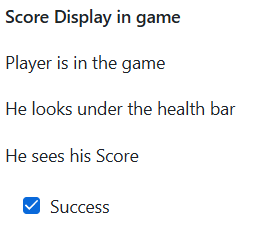 Score Display in game
Player is in the game
He looks under the health bar
He sees his Score
Success